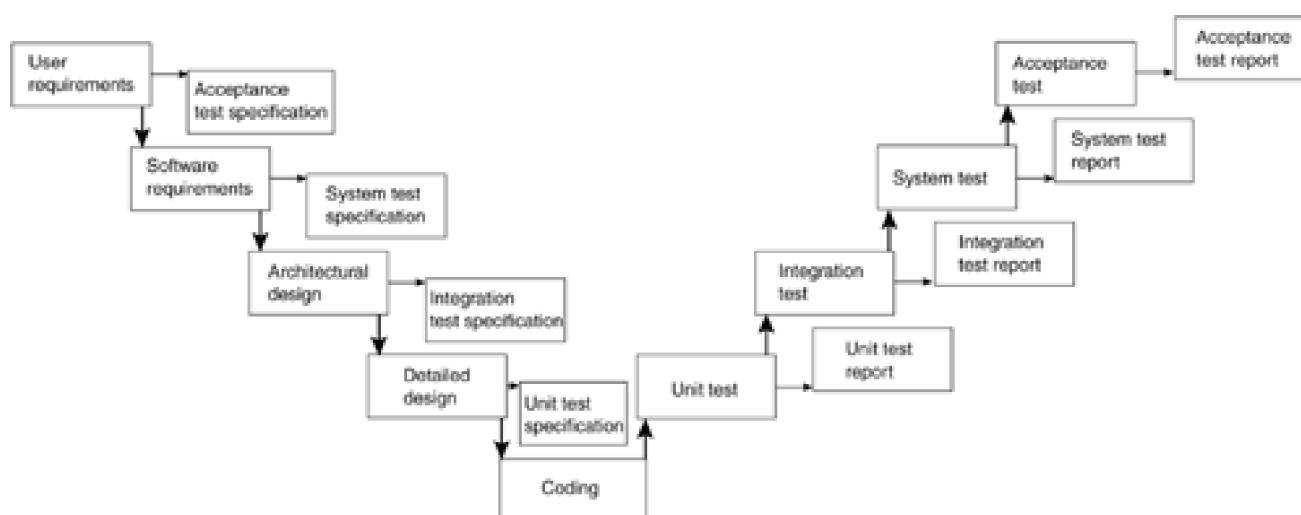 User
requirements
Acceptance
test specification
Software
requirements
System test
specification
Architectural
design
Integration
test specification
Detailed
design
Unit test
specification
Coding
Unit test
Unit test
report
Integration
test
Integration
test report
System test
System test
report
Acceptance
test
Acceptance
test report